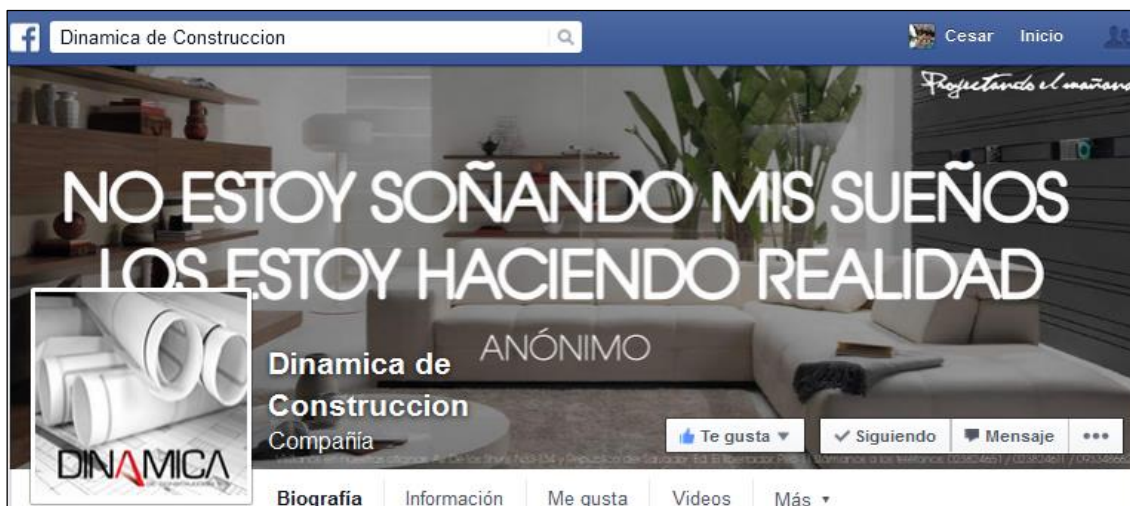 f
Dinamica de Construccion
Cesar Inicio
Proyectando el mañana
NO ESTOY SOÑANDO MIS SUEÑOS
LOS ESTOY HACIENDO REALIDAD
ANÓNIMO
Dinamica de
Construccion
Compañía
Te gusta
Siguiendo
Mensaje
DINAMICA
Biografía Información Me gusta Videos Más